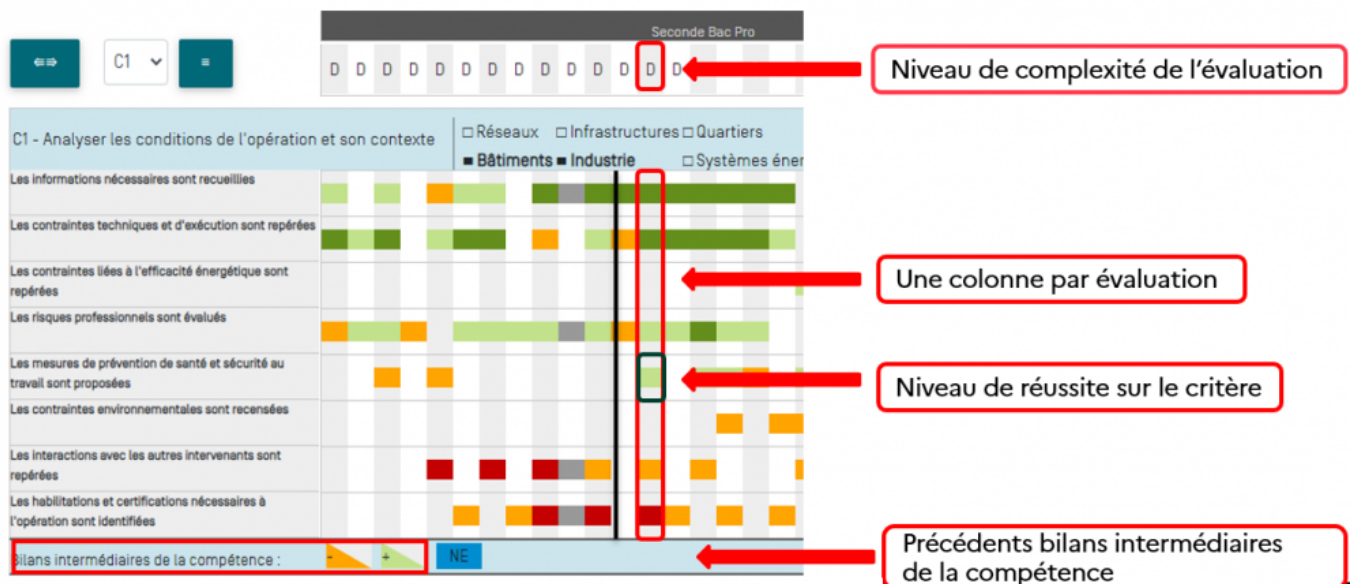 Seconde Bac Pro
C1
D D D D D D D D D D D D D D
Niveau de complexité de l'évaluation
C1 - Analyser les conditions de l'opération et son contexte
□ Réseaux □ Infrastructures □ Quartiers
■ Bâtiments ■ Industrie □ Systèmes éner
Les informations nécessaires sont recueillies
Les contraintes techniques et d'exécution sont repérées
Les contraintes liées à l'efficacité énergétique sont
repérées
Une colonne par évaluation
Les risques professionnels sont évalués
Les mesures de prévention de santé et sécurité au
travail sont proposées
Niveau de réussite sur le critère
Les contraintes environnementales sont recensées
Les interactions avec les autres intervenants sont
repérées
Les habilitations et certifications nécessaires à
l'opération sont identifiées
Bilans intermédiaires de la compétence :
- + NE
Précédents bilans intermédiaires
de la compétence